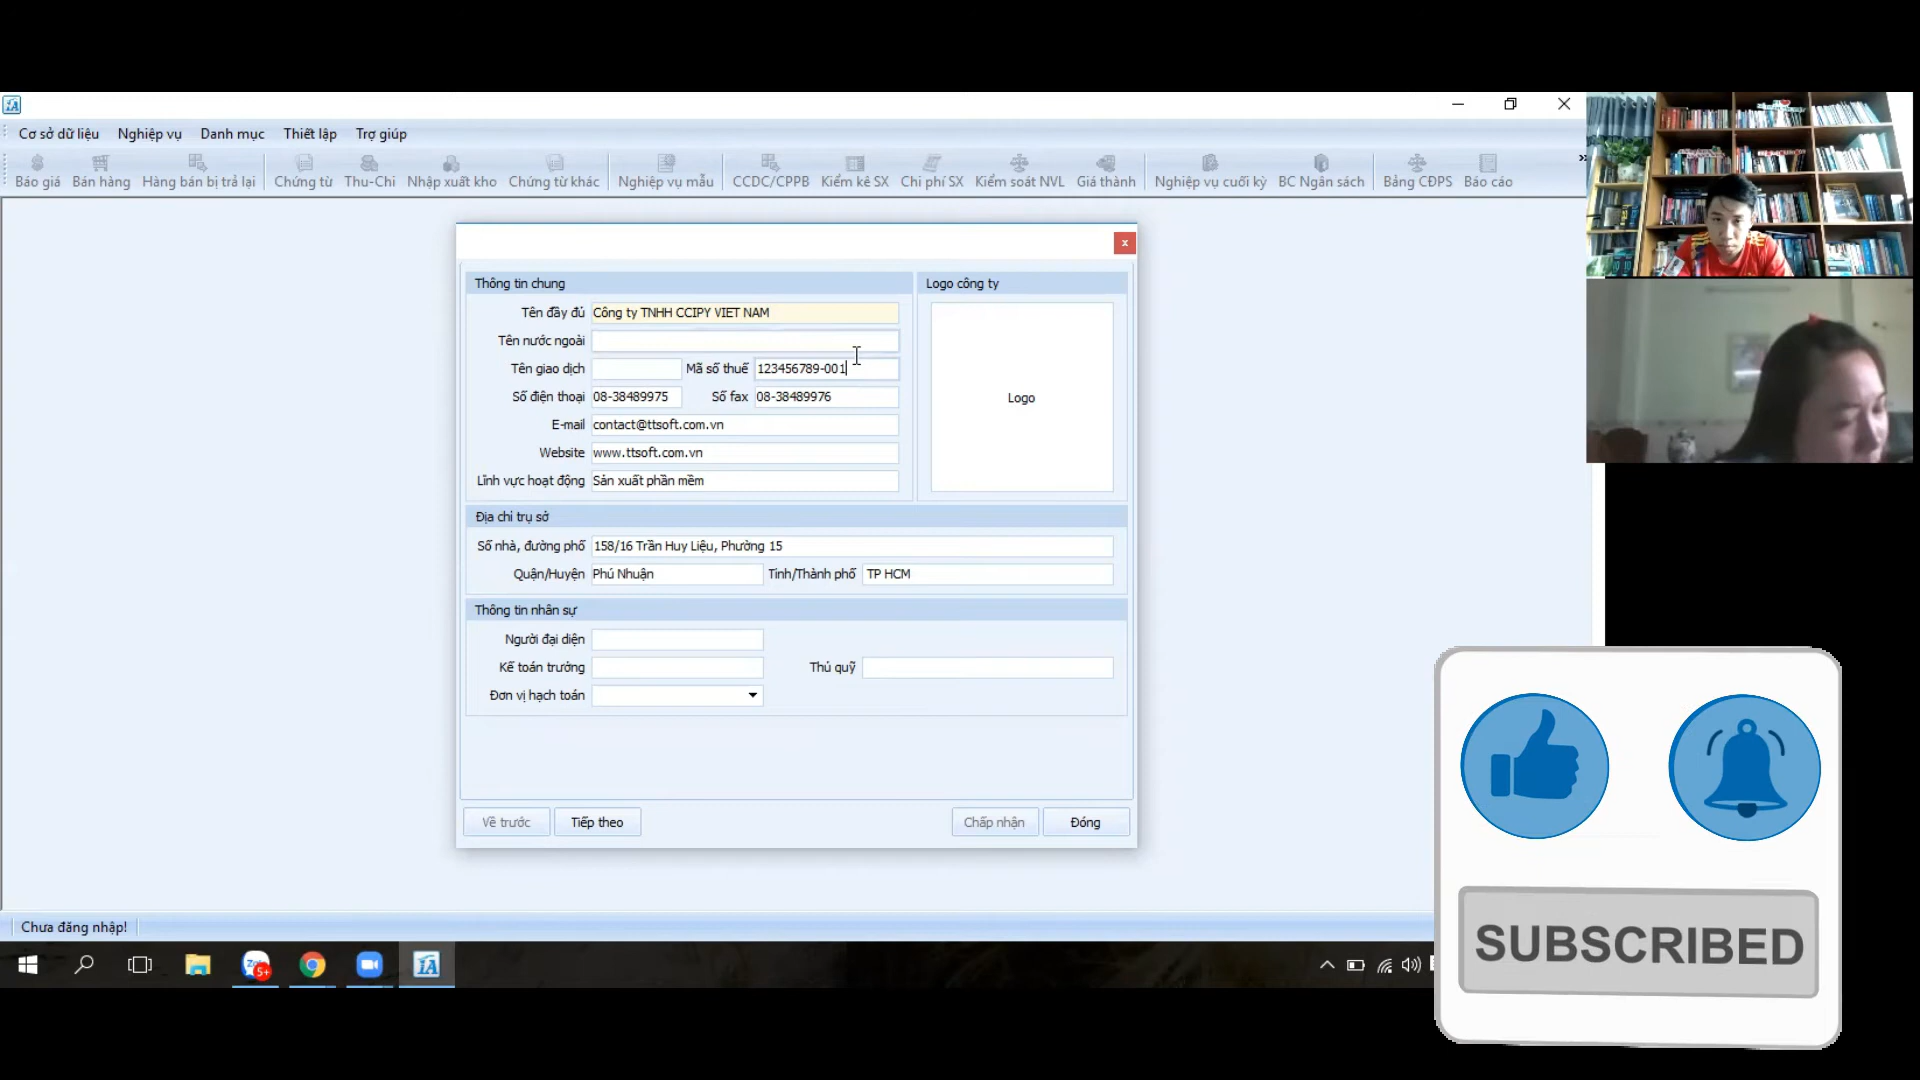 Cơ sở dữ liệu Nghiệp vụ Danh mục Thiết lập Trợ giúp
Báo giá Bán hàng Hàng bán bị trả lại Chứng từ Thu-Chi Nhập xuất kho Chứng từ khác Nghiệp vụ mẫu CCDC/CPPB Kiểm kê SX Chi phí SX Kiểm soát NVL Giá thành Nghiệp vụ cuối kỳ BC Ngân sách Bảng CĐPS Báo cáo
Thông tin chung Logo công ty
Tên đầy đủ Công ty TNHH CCIPY VIET NAM
Tên nước ngoài
Tên giao dịch Mã số thuế 123456789-001
Số điện thoại 08-38489975 Số fax 08-38489976
Logo
E-mail contact@ttsoft.com.vn
Website www.ttsoft.com.vn
Lĩnh vực hoạt động Sản xuất phần mềm
Địa chỉ trụ sở
Số nhà, đường phố 158/16 Trần Huy Liệu, Phường 15
Quận/Huyện Phú Nhuận Tỉnh/Thành phố TP HCM
Thông tin nhân sự
Người đại diện
Kế toán trưởng Thủ quỹ
Đơn vị hạch toán
Về trước Tiếp theo Chấp nhận Đóng
Chưa đăng nhập!
SUBSCRIBED